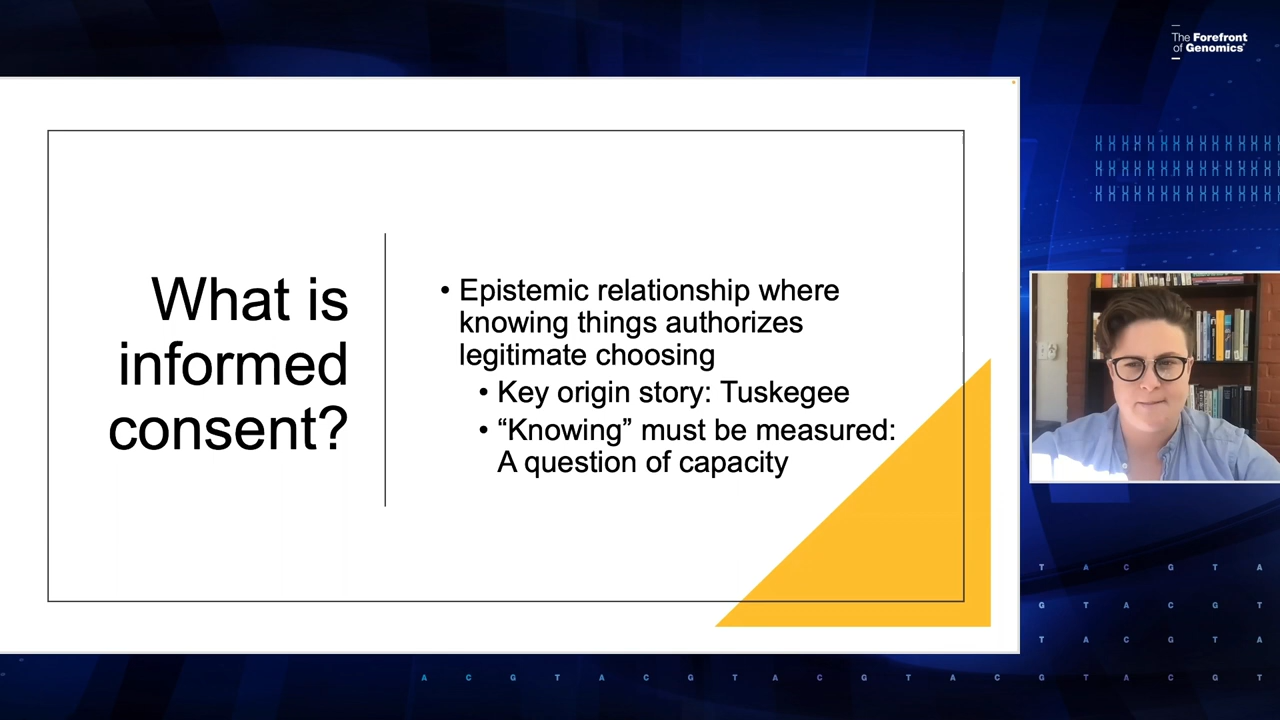 The Forefront
of Genomics®
What is
informed
consent?
• Epistemic relationship where
knowing things authorizes
legitimate choosing
• Key origin story: Tuskegee
• “Knowing” must be measured:
A question of capacity
T A C G T A
G T A C G T
T A C G T A
A C G T A C G T A C G T A C G T A C G T